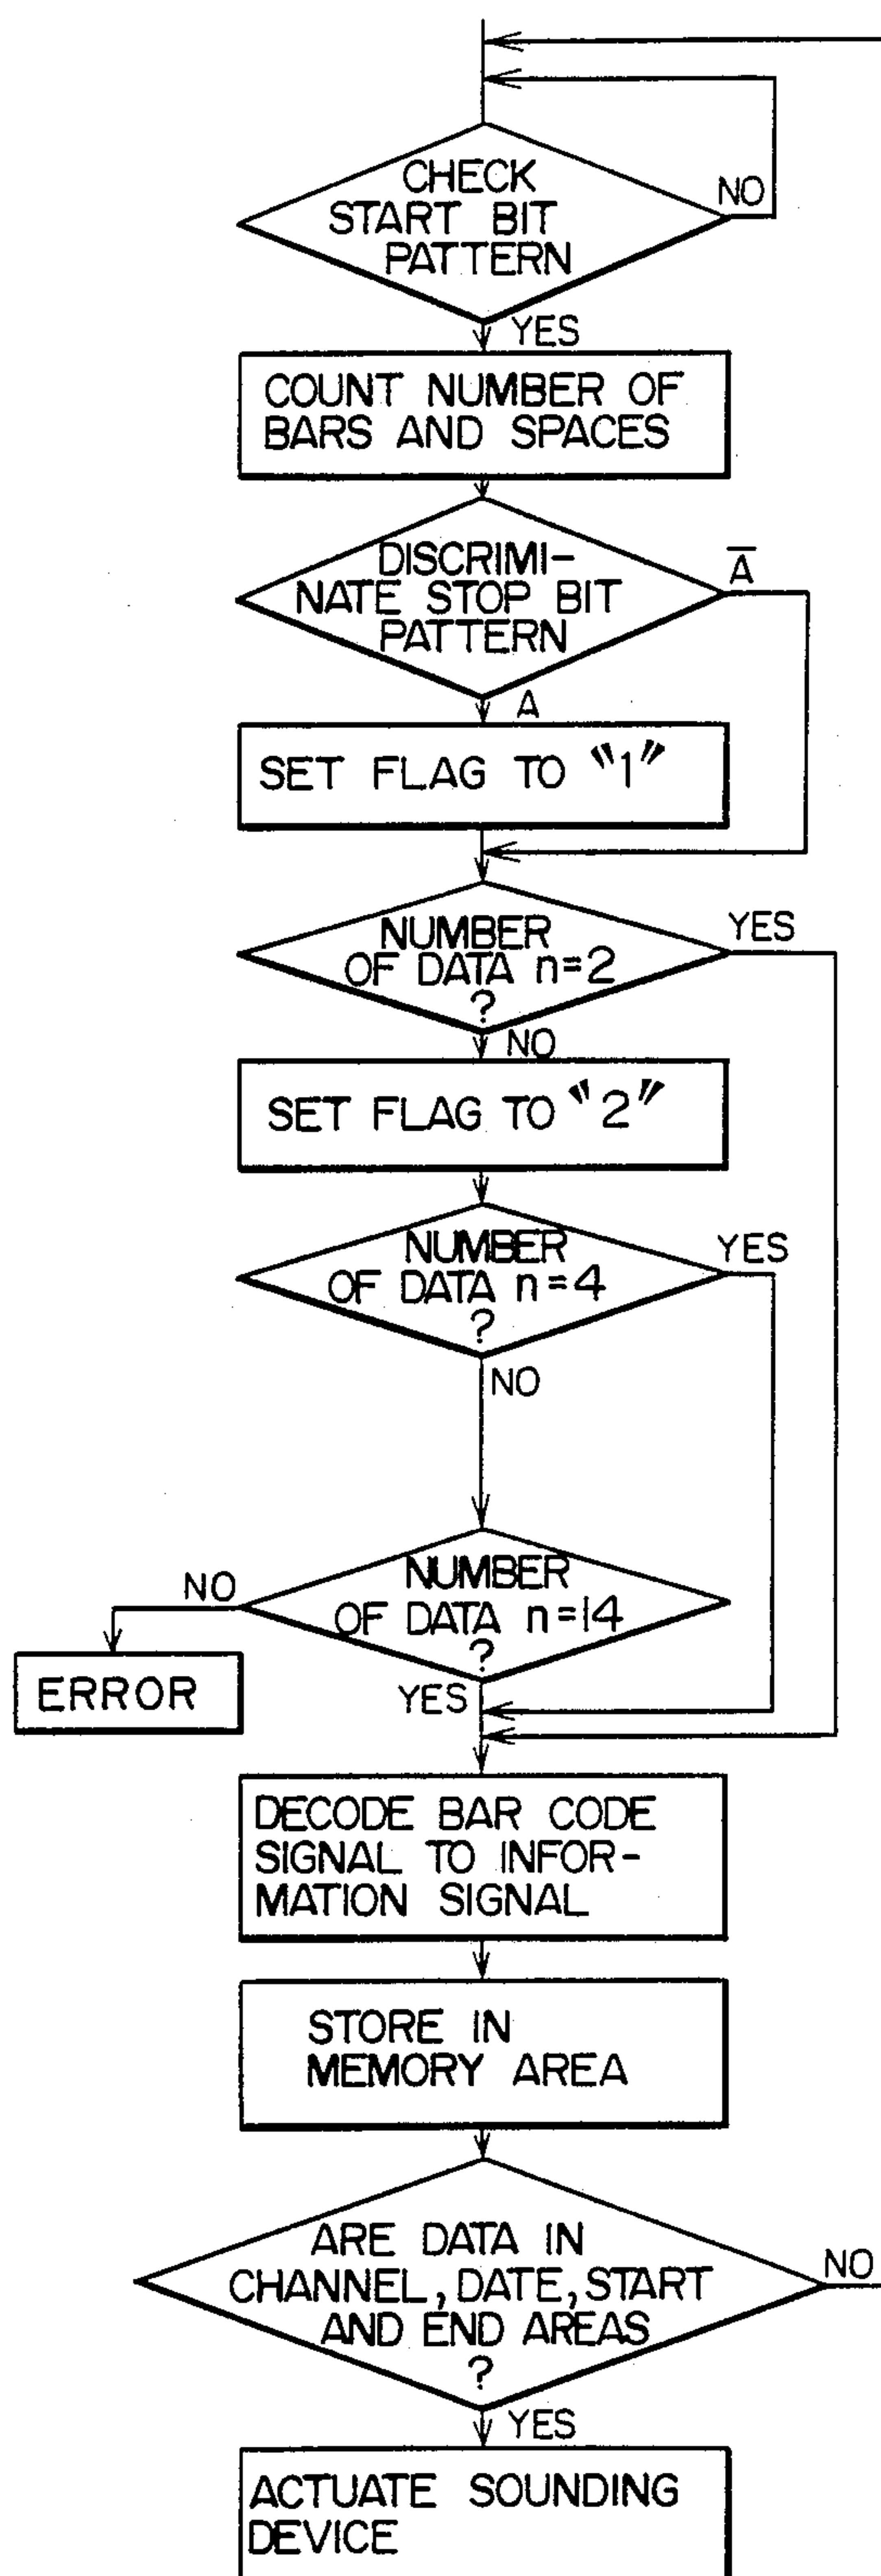 CHECK
START BIT
PATTERN
NO
YES
COUNT NUMBER OF
BARS AND SPACES
DISCRIMI-
NATE STOP BIT
PATTERN
A̅
A
SET FLAG TO "1"
NUMBER
OF DATA n=2
?
YES
NO
SET FLAG TO "2"
NUMBER
OF DATA n=4
?
YES
NO
NUMBER
OF DATA n=14
?
NO
ERROR
YES
DECODE BAR CODE
SIGNAL TO INFOR-
MATION SIGNAL
STORE IN
MEMORY AREA
ARE DATA IN
CHANNEL, DATE, START
AND END AREAS
?
NO
YES
ACTUATE SOUNDING
DEVICE